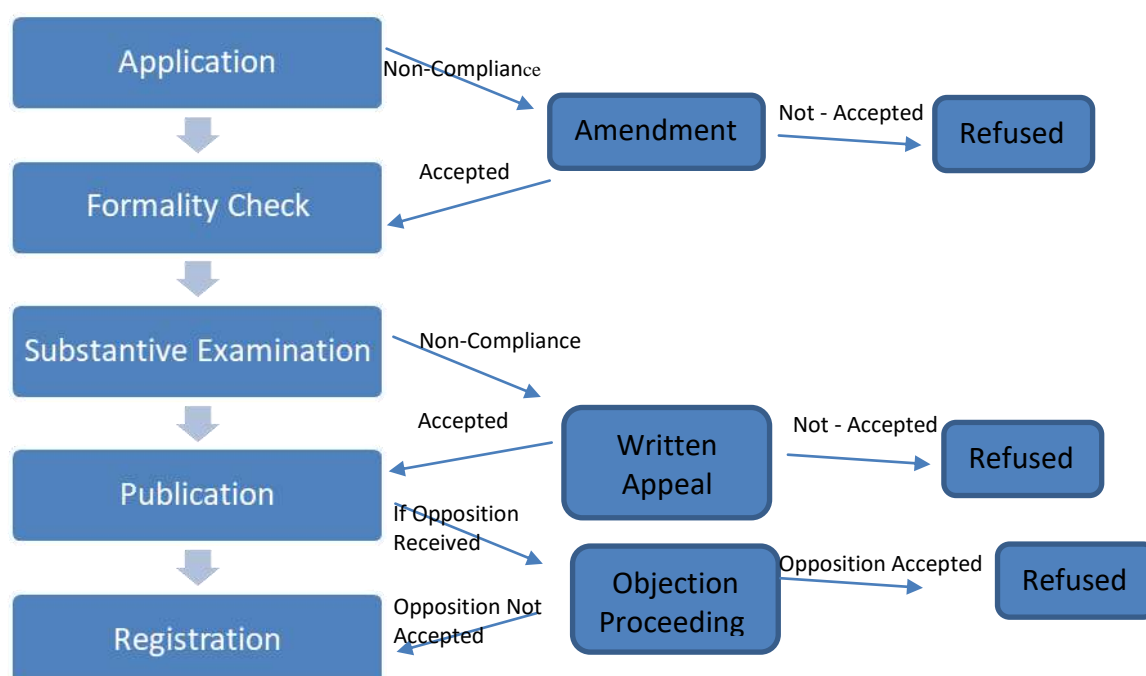 Application
Non-Compliance
Amendment
Not - Accepted
Refused
Accepted
Formality Check
Substantive Examination
Non-Compliance
Accepted
Written
Appeal
Not - Accepted
Refused
Publication
If Opposition
Received
Objection
Proceeding
Opposition Accepted
Refused
Opposition Not
Accepted
Registration